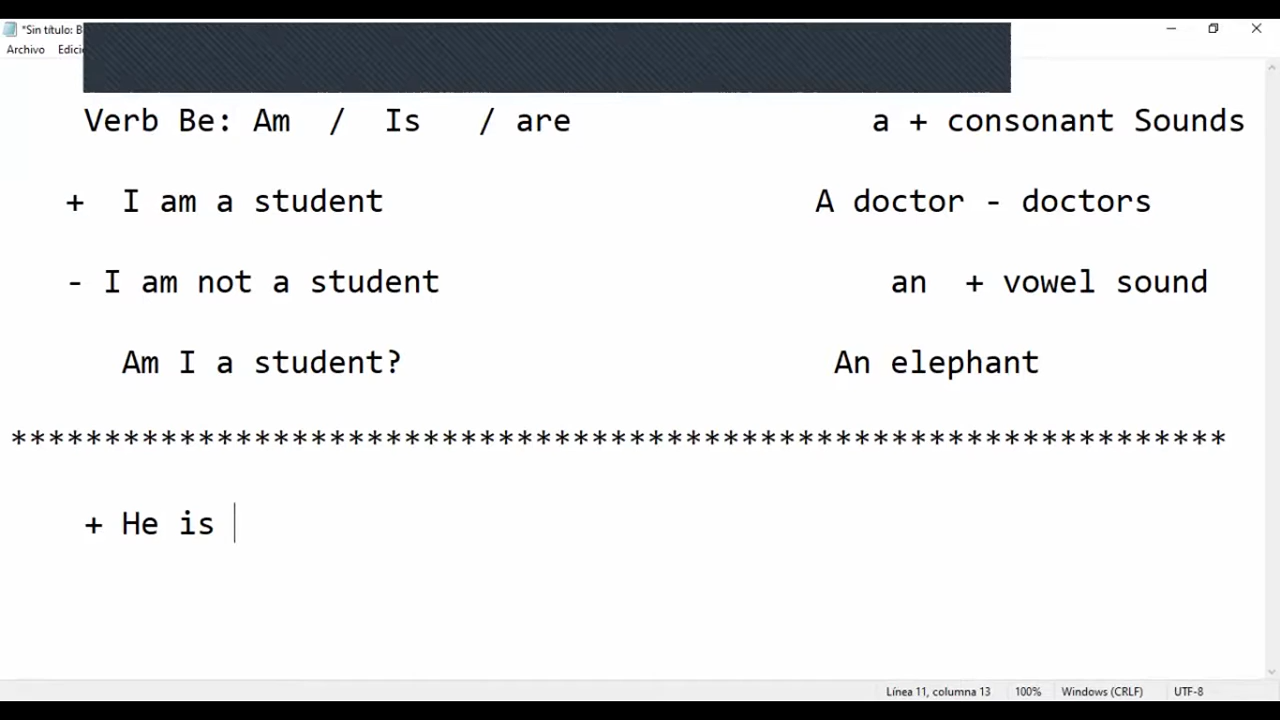 *Sin título: B
Archivo Edici
Verb Be: Am / Is / are a + consonant Sounds
+ I am a student A doctor - doctors
- I am not a student an + vowel sound
Am I a student? An elephant
*****************************************************************
+ He is
Línea 11, columna 13 100% Windows (CRLF) UTF-8